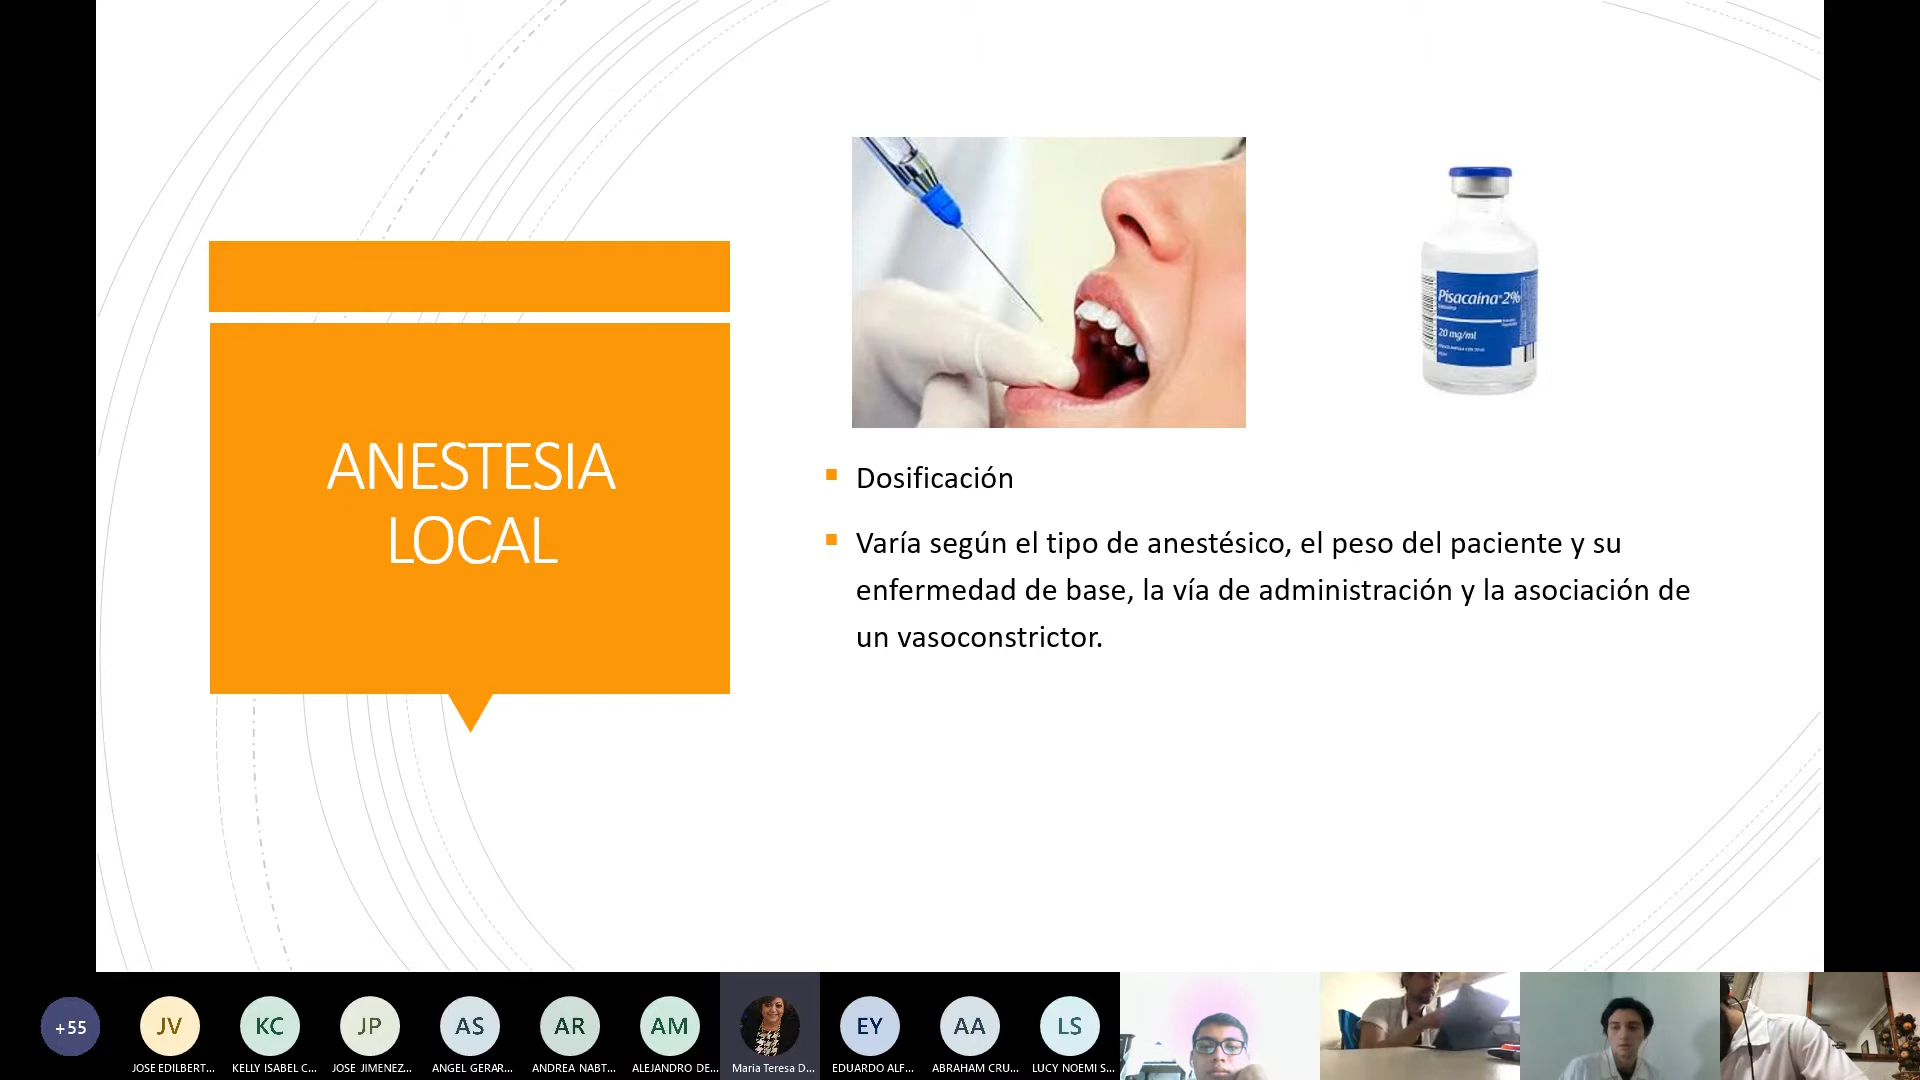 ANESTESIA
LOCAL
Pisacaína 2%
20 mg/ml
Dosificación
Varía según el tipo de anestésico, el peso del paciente y su
enfermedad de base, la vía de administración y la asociación de
un vasoconstrictor.
+55
JV
KC
JP
AS
AR
AM
EY
AA
LS
JOSE EDILBERT...
KELLY ISABEL C...
JOSE JIMENEZ...
ANGEL GERAR...
ANDREA NABT...
ALEJANDRO DE...
Maria Teresa D...
EDUARDO ALF...
ABRAHAM CRU...
LUCY NOEMI S...